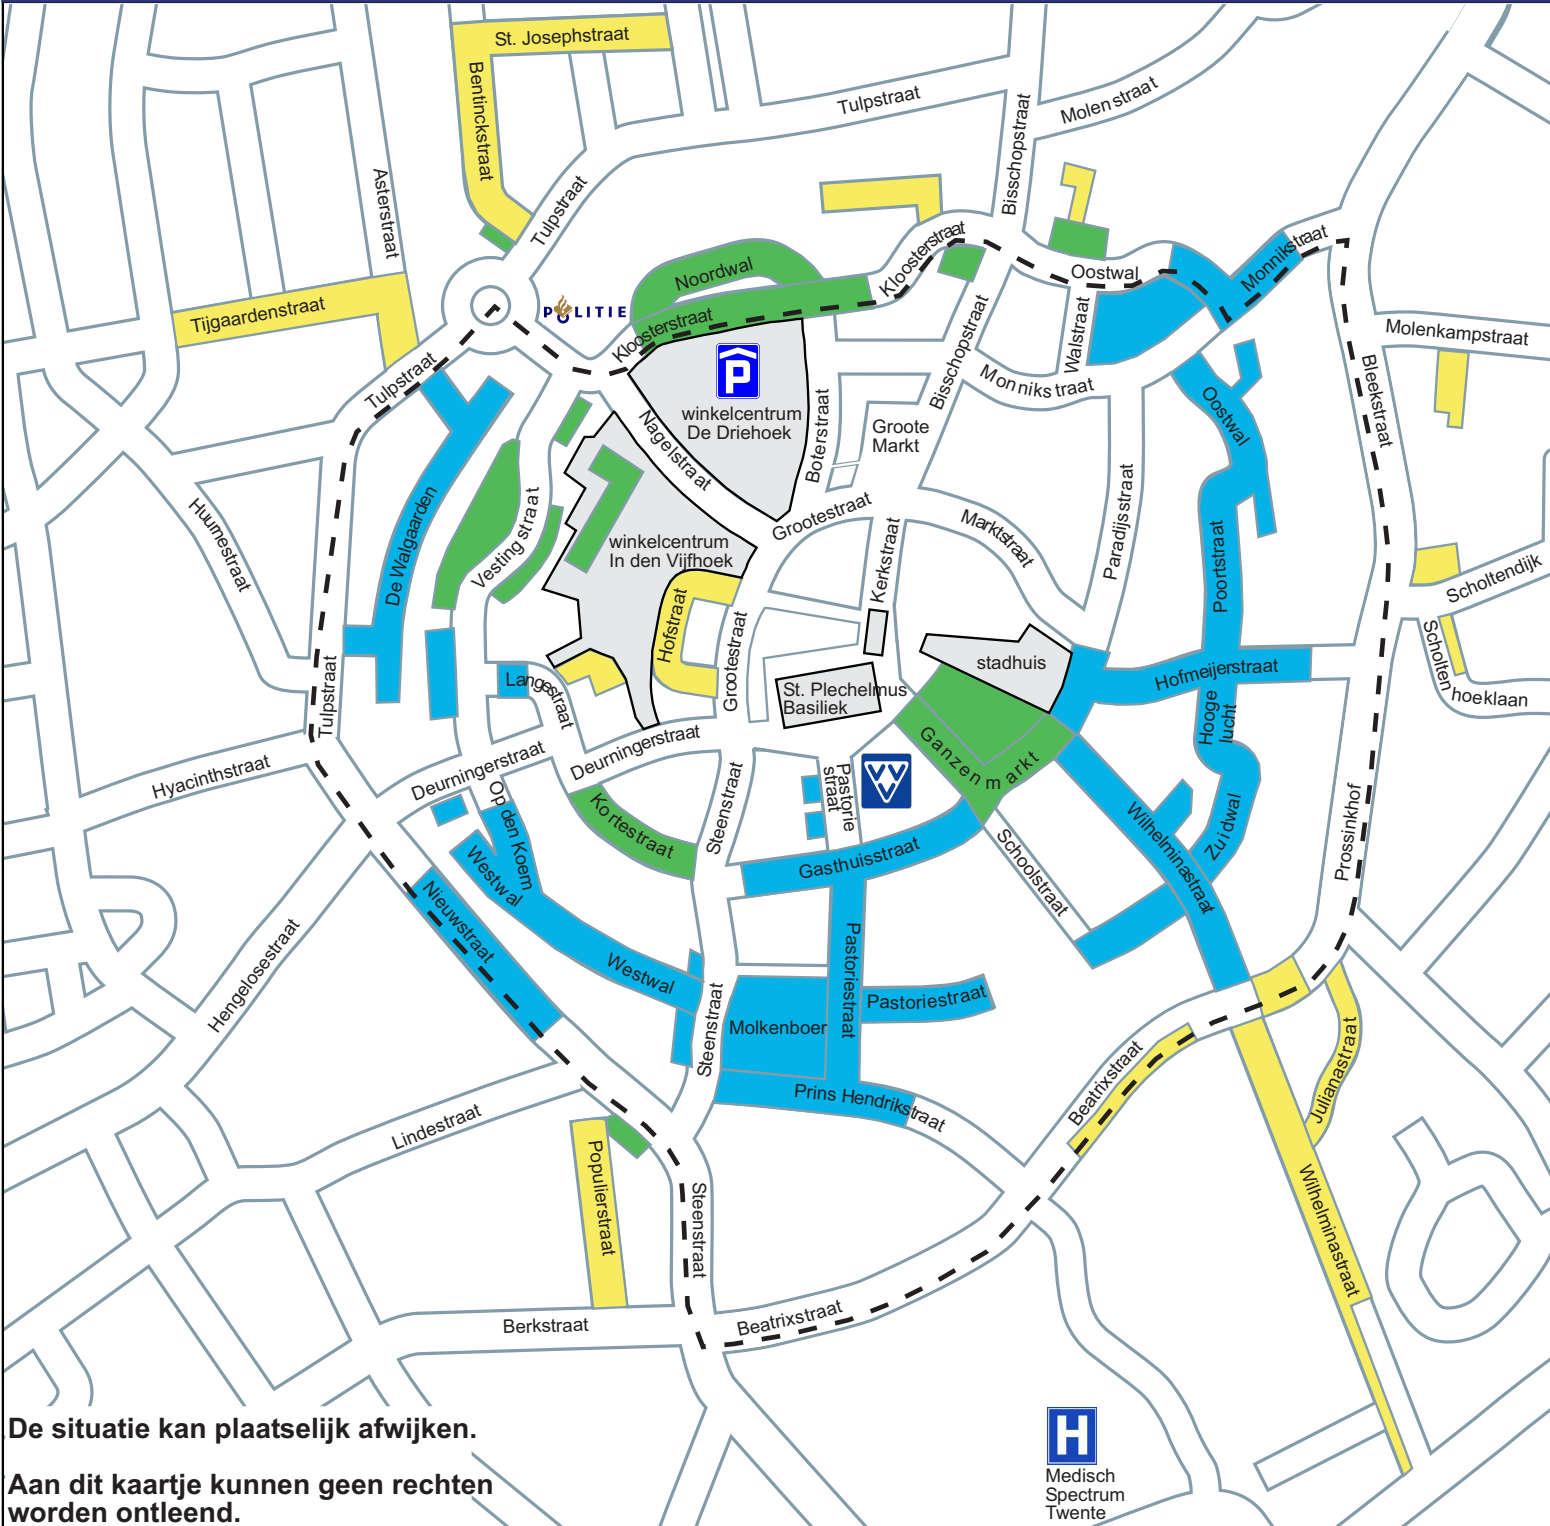 St. Josephstraat
Bentinckstraat
Tulpstraat
Molenstraat
Bisschopstraat
Asterstraat
Tulpstraat
Noordwal
Kloosterstraat
Monnikstraat
Oostwal
Tijgaardenstraat
POLITIE
Kloosterstraat
Walstraat
Molenkampstraat
Bisschopstraat
Bleekstraat
Tulpstraat
P
Monnikstraat
winkelcentrum
De Driehoek
Nagelstraat
Boterstraat
Groote
Markt
Oostwal
Huumestraat
De Walgaarden
Vesting straat
Grootestraat
Marktstraat
Paradijsstraat
winkelcentrum
In den Vijfhoek
Kerkstraat
Poortstraat
Scholtendijk
Hofstraat
Grootestraat
stadhuis
Hofmeijerstraat
Scholten
hoeklaan
Tulpstraat
Langestraat
St. Plechelmus
Basiliek
Hooge
lucht
Deurningerstraat
Ganzenmarkt
Hyacinthstraat
Deurningerstraat
Pastorie
straat
VVV
Op den Koem
Kortestraat
Steenstraat
Wilhelminastraat
Zuidwal
Prossinkhof
Westwal
Gasthuisstraat
Schoolstraat
Nieuwstraat
Hengelosestraat
Westwal
Pastoriestraat
Pastoriestraat
Steenstraat
Molkenboer
Prins Hendrikstraat
Beatrixstraat
Julianastraat
Lindestraat
Populierstraat
Steenstraat
Wilhelminastraat
Berkstraat
Beatrixstraat
De situatie kan plaatselijk afwijken.
Aan dit kaartje kunnen geen rechten
worden ontleend.
H
Medisch
Spectrum
Twente